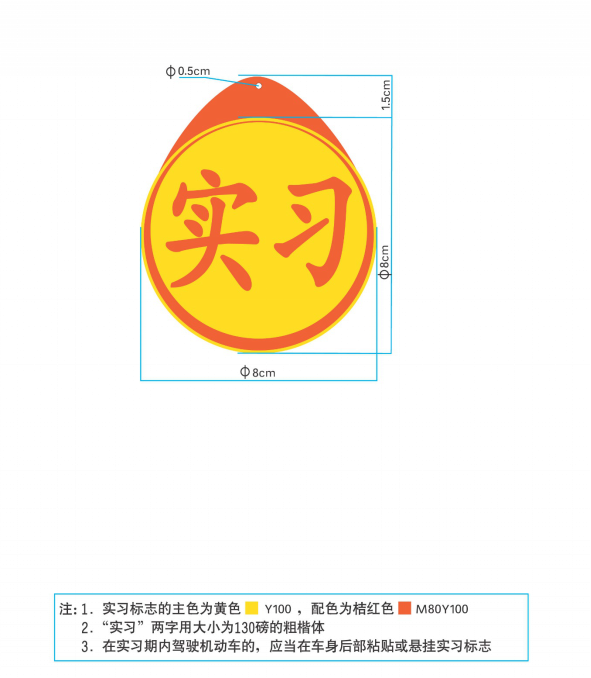 Φ0.5cm
1.5cm
实习
Φ8cm
Φ8cm
注:1. 实习标志的主色为黄色 Y100 ，配色为桔红色 M80Y100
2. “实习”两字用大小为130磅的粗楷体
3. 在实习期内驾驶机动车的，应当在车身后部粘贴或悬挂实习标志